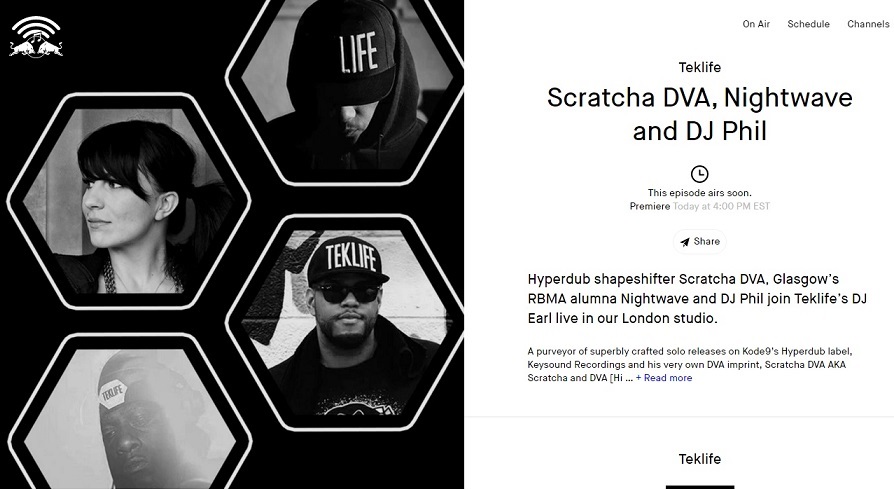 LIFE
TEKLIFE
TEKLIFE
On Air Schedule Channels
Teklife
Scratcha DVA, Nightwave
and DJ Phil
This episode airs soon.
Premiere Today at 4:00 PM EST
Share
Hyperdub shapeshifter Scratcha DVA, Glasgow's
RBMA alumna Nightwave and DJ Phil join Teklife's DJ
Earl live in our London studio.
A purveyor of superbly crafted solo releases on Kode9's Hyperdub label,
Keysound Recordings and his very own DVA imprint, Scratcha DVA AKA
Scratcha and DVA [Hi ... + Read more
Teklife